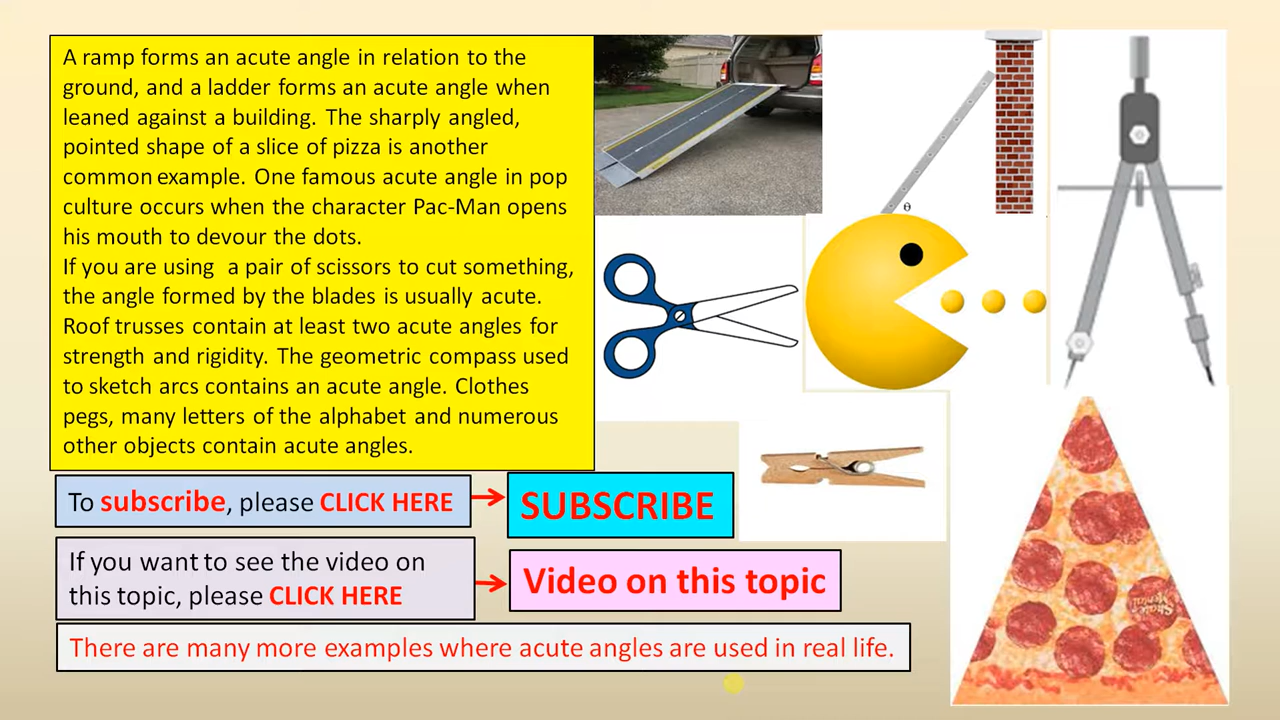 A ramp forms an acute angle in relation to the
ground, and a ladder forms an acute angle when
leaned against a building. The sharply angled,
pointed shape of a slice of pizza is another
common example. One famous acute angle in pop
culture occurs when the character Pac-Man opens
his mouth to devour the dots.
If you are using a pair of scissors to cut something,
the angle formed by the blades is usually acute.
Roof trusses contain at least two acute angles for
strength and rigidity. The geometric compass used
to sketch arcs contains an acute angle. Clothes
pegs, many letters of the alphabet and numerous
other objects contain acute angles.
θ
To subscribe, please CLICK HERE
SUBSCRIBE
If you want to see the video on
this topic, please CLICK HERE
Video on this topic
There are many more examples where acute angles are used in real life.